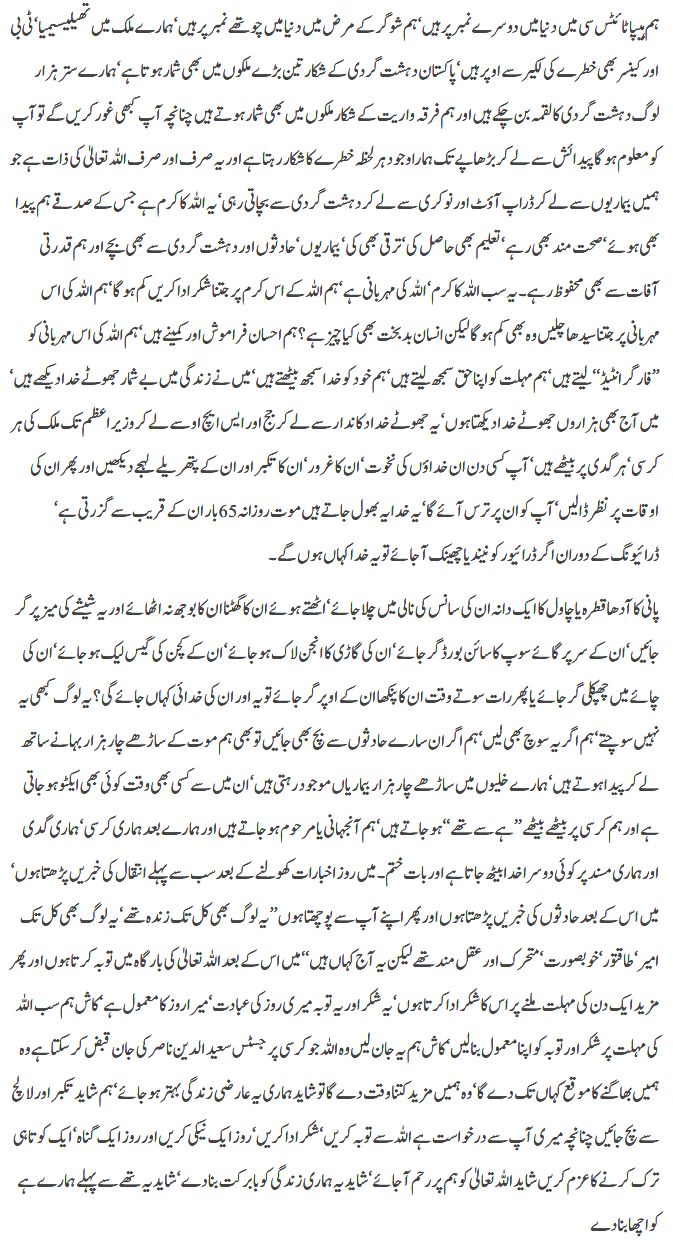 ہم ہیپاٹائٹس سی میں دنیا میں دوسرے نمبر پر ہیں‘ ہم شوگر کے مرض میں دنیا میں چوتھے نمبر پر ہیں‘ ہمارے ملک میں تھیلیسیمیا‘ ٹی بی
اور کینسر بھی خطرے کی لکیر سے اوپر ہیں‘ پاکستان دہشت گردی کے شکار تین بڑے ملکوں میں بھی شمار ہوتا ہے‘ ہمارے ستر ہزار
لوگ دہشت گردی کا لقمہ بن چکے ہیں اور ہم فرقہ واریت کے شکار ملکوں میں بھی شمار ہوتے ہیں چنانچہ آپ کبھی غور کریں گے تو آپ
کو معلوم ہو گا پیدائش سے لے کر بڑھاپے تک ہمارا وجود ہر لحظہ خطرے کا شکار رہتا ہے اور یہ صرف اور صرف اللہ تعالیٰ کی ذات ہے جو
ہمیں بیماریوں سے لے کر ڈراپ آؤٹ اور نوکری سے لے کر دہشت گردی سے بچاتی رہی‘ یہ اللہ کا کرم ہے جس کے صدقے ہم پیدا
بھی ہوئے‘ صحت مند بھی رہے‘ تعلیم بھی حاصل کی‘ ترقی بھی کی‘ بیماریوں‘ حادثوں اور دہشت گردی سے بھی بچے اور ہم قدرتی
آفات سے بھی محفوظ رہے۔ یہ سب اللہ کا کرم‘ اللہ کی مہربانی ہے‘ ہم اللہ کے اس کرم پر جتنا شکر ادا کریں کم ہو گا‘ ہم اللہ کی اس
مہربانی پر جتنا سیدھا چلیں وہ بھی کم ہو گا لیکن انسان بدبخت بھی کیا چیز ہے؟ ہم احسان فراموش اور کمینے ہیں‘ ہم اللہ کی اس مہربانی کو
’’فار گرانٹیڈ‘‘ لیتے ہیں‘ ہم مہلت کو اپنا حق سمجھ لیتے ہیں‘ ہم خود کو خدا سمجھ بیٹھتے ہیں‘ میں نے زندگی میں بے شمار جھوٹے خدا دیکھے ہیں‘
میں آج بھی ہزاروں جھوٹے خدا دیکھتا ہوں‘ یہ جھوٹے خدا دکاندار سے لے کر جج اور ایس ایچ او سے لے کر وزیراعظم تک ملک کی ہر
کرسی‘ ہر گدی پر بیٹھے ہیں‘ آپ کسی دن ان خداؤں کی نخوت‘ ان کا غرور‘ ان کا تکبر اور ان کے پتھریلے لہجے دیکھیں اور پھر ان کی
اوقات پر نظر ڈالیں‘ آپ کو ان پر ترس آئے گا‘ یہ خدا یہ بھول جاتے ہیں موت روزانہ 65 بار ان کے قریب سے گزرتی ہے‘
ڈرائیونگ کے دوران اگر ڈرائیور کو نیند یا چھینک آ جائے تو یہ خدا کہاں ہوں گے۔
پانی کا آدھا قطرہ یا چاول کا ایک دانہ ان کی سانس کی نالی میں چلا جائے‘ اٹھتے ہوئے ان کا گھٹنا ان کا بوجھ نہ اٹھائے اور یہ شیشے کی میز پر گر
جائیں‘ ان کے سر پر گائے سوپ کا سائن بورڈ گر جائے‘ ان کی گاڑی کا انجن لاک ہو جائے‘ ان کے کچن کی گیس لیک ہو جائے‘ ان کی
چائے میں چھپکلی گر جائے یا پھر رات سوتے وقت ان کا پنکھا ان کے اوپر گر جائے تو یہ اور ان کی خدائی کہاں جائے گی؟ یہ لوگ کبھی یہ
نہیں سوچتے‘ ہم اگر یہ سوچ بھی لیں‘ ہم اگر ان سارے حادثوں سے بچ بھی جائیں تو بھی ہم موت کے ساڑھے چار ہزار بہانے ساتھ
لے کر پیدا ہوتے ہیں‘ ہمارے خلیوں میں ساڑھے چار ہزار بیماریاں موجود رہتی ہیں‘ ان میں سے کسی بھی وقت کوئی بھی ایکٹو ہو جاتی
ہے اور ہم کرسی پر بیٹھے بیٹھے ’’ہے سے تھے‘‘ ہو جاتے ہیں‘ ہم آنجہانی یا مرحوم ہو جاتے ہیں اور ہمارے بعد ہماری کرسی‘ ہماری گدی
اور ہماری مسند پر کوئی دوسرا خدا بیٹھ جاتا ہے اور بات ختم۔ میں روز اخبارات کھولنے کے بعد سب سے پہلے انتقال کی خبریں پڑھتا ہوں‘
میں اس کے بعد حادثوں کی خبریں پڑھتا ہوں اور پھر اپنے آپ سے پوچھتا ہوں ’’یہ لوگ بھی کل تک زندہ تھے‘ یہ لوگ بھی کل تک
امیر‘ طاقتور‘ خوبصورت‘ متحرک اور عقل مند تھے لیکن یہ آج کہاں ہیں‘‘ میں اس کے بعد اللہ تعالیٰ کی بارگاہ میں توبہ کرتا ہوں اور پھر
مزید ایک دن کی مہلت ملنے پر اس کا شکر ادا کرتا ہوں‘ یہ شکر اور یہ توبہ میری روز کی عبادت‘ میرا روز کا معمول ہے‘ کاش ہم سب اللہ
کی مہلت پر شکر اور توبہ کو اپنا معمول بنا لیں‘ کاش ہم یہ جان لیں وہ اللہ جو کرسی پر جسٹس سعید الدین ناصر کی جان قبض کر سکتا ہے وہ
ہمیں بھاگنے کا موقع کہاں تک دے گا‘ وہ ہمیں مزید کتنا وقت دے گا تو شاید ہماری یہ عارضی زندگی بہتر ہو جائے‘ ہم شاید تکبر اور لالچ
سے بچ جائیں چنانچہ میری آپ سے درخواست ہے اللہ سے توبہ کریں‘ شکر ادا کریں‘ روز ایک نیکی کریں اور روز ایک گناہ‘ ایک کوتاہی
ترک کرنے کا عزم کریں شاید اللہ تعالیٰ کو ہم پر رحم آ جائے‘ شاید یہ ہماری زندگی کو بابرکت بنا دے‘ شاید یہ تھے سے پہلے ہمارے ہے
کو اچھا بنا دے